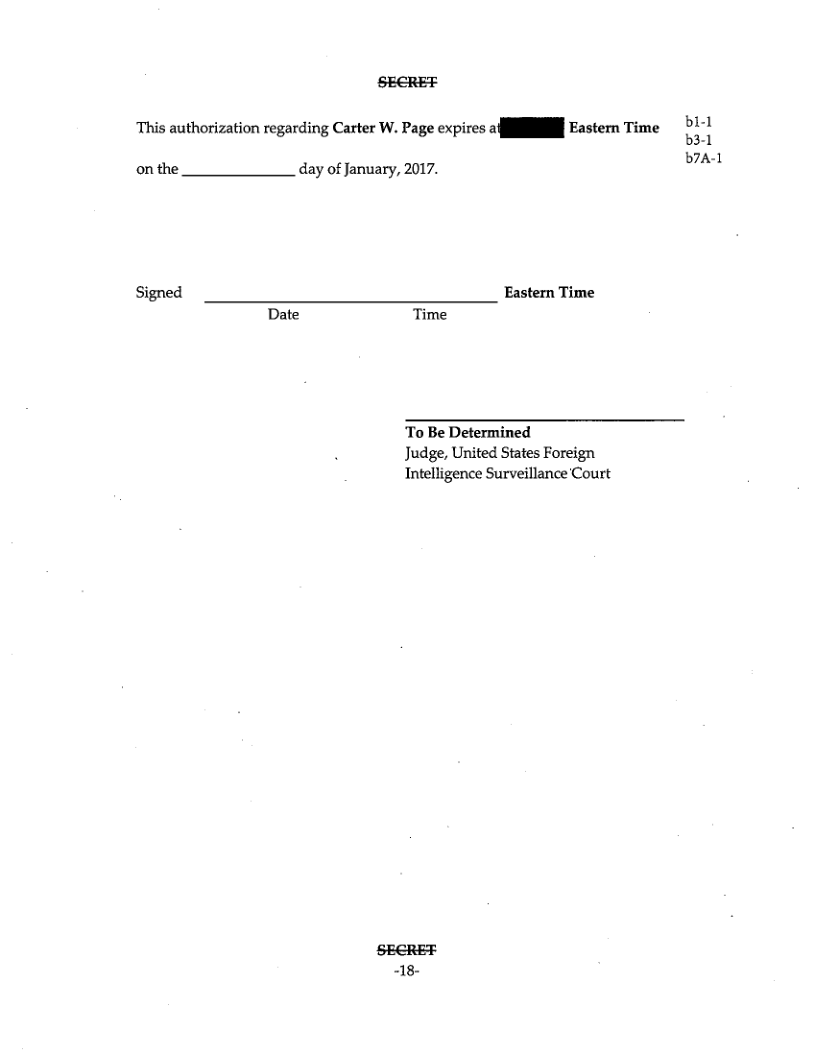 SECRET
This authorization regarding Carter W. Page expires at Eastern Time
b1-1
b3-1
b7A-1
on the ______________ day of January, 2017.
Signed ____________________________________ Eastern Time
Date Time
To Be Determined
Judge, United States Foreign
Intelligence Surveillance Court
SECRET
-18-